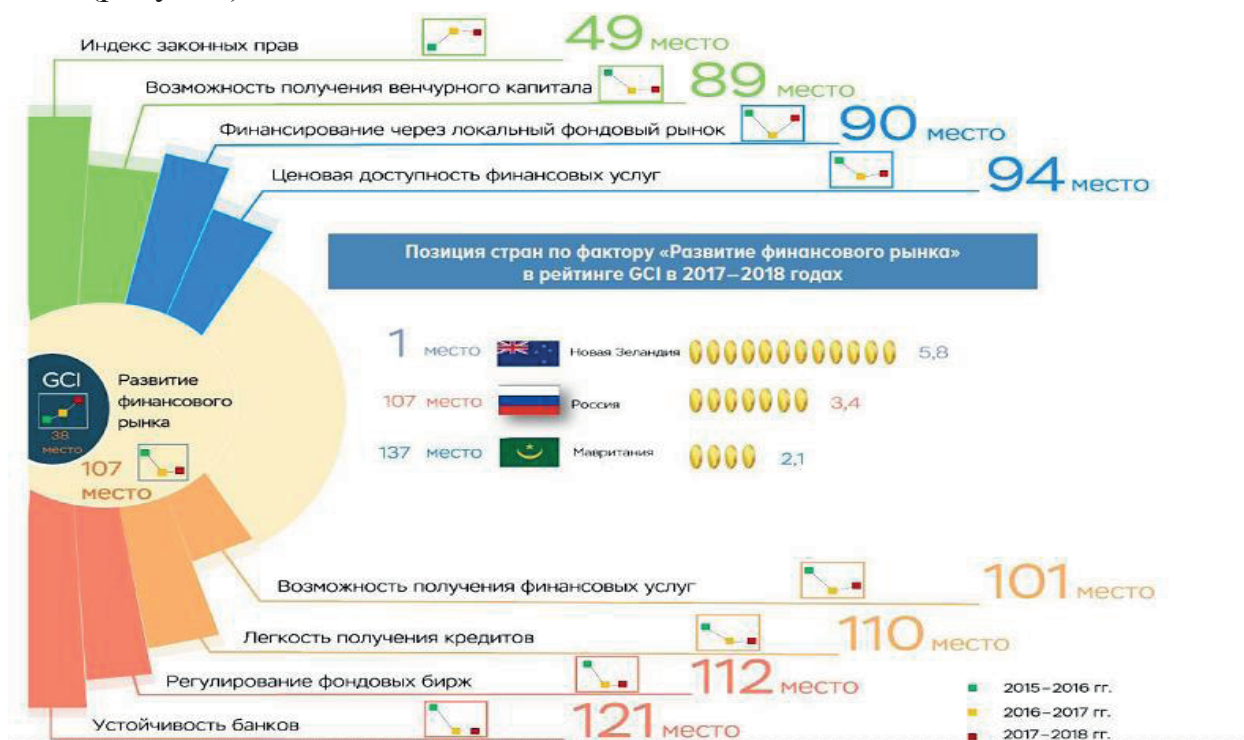 Индекс законных прав 49 место
Возможность получения венчурного капитала 89 место
Финансирование через локальный фондовый рынок 90 место
Ценовая доступность финансовых услуг 94 место
Позиция стран по фактору «Развитие финансового рынка»
в рейтинге GCI в 2017–2018 годах
1 место Новая Зеландия 5,8
107 место Россия 3,4
137 место Мавритания 2,1
GCI
38
место
Развитие
финансового
рынка
107
место
Возможность получения финансовых услуг 101 место
Легкость получения кредитов 110 место
Регулирование фондовых бирж 112 место
Устойчивость банков 121 место
2015–2016 гг.
2016–2017 гг.
2017–2018 гг.